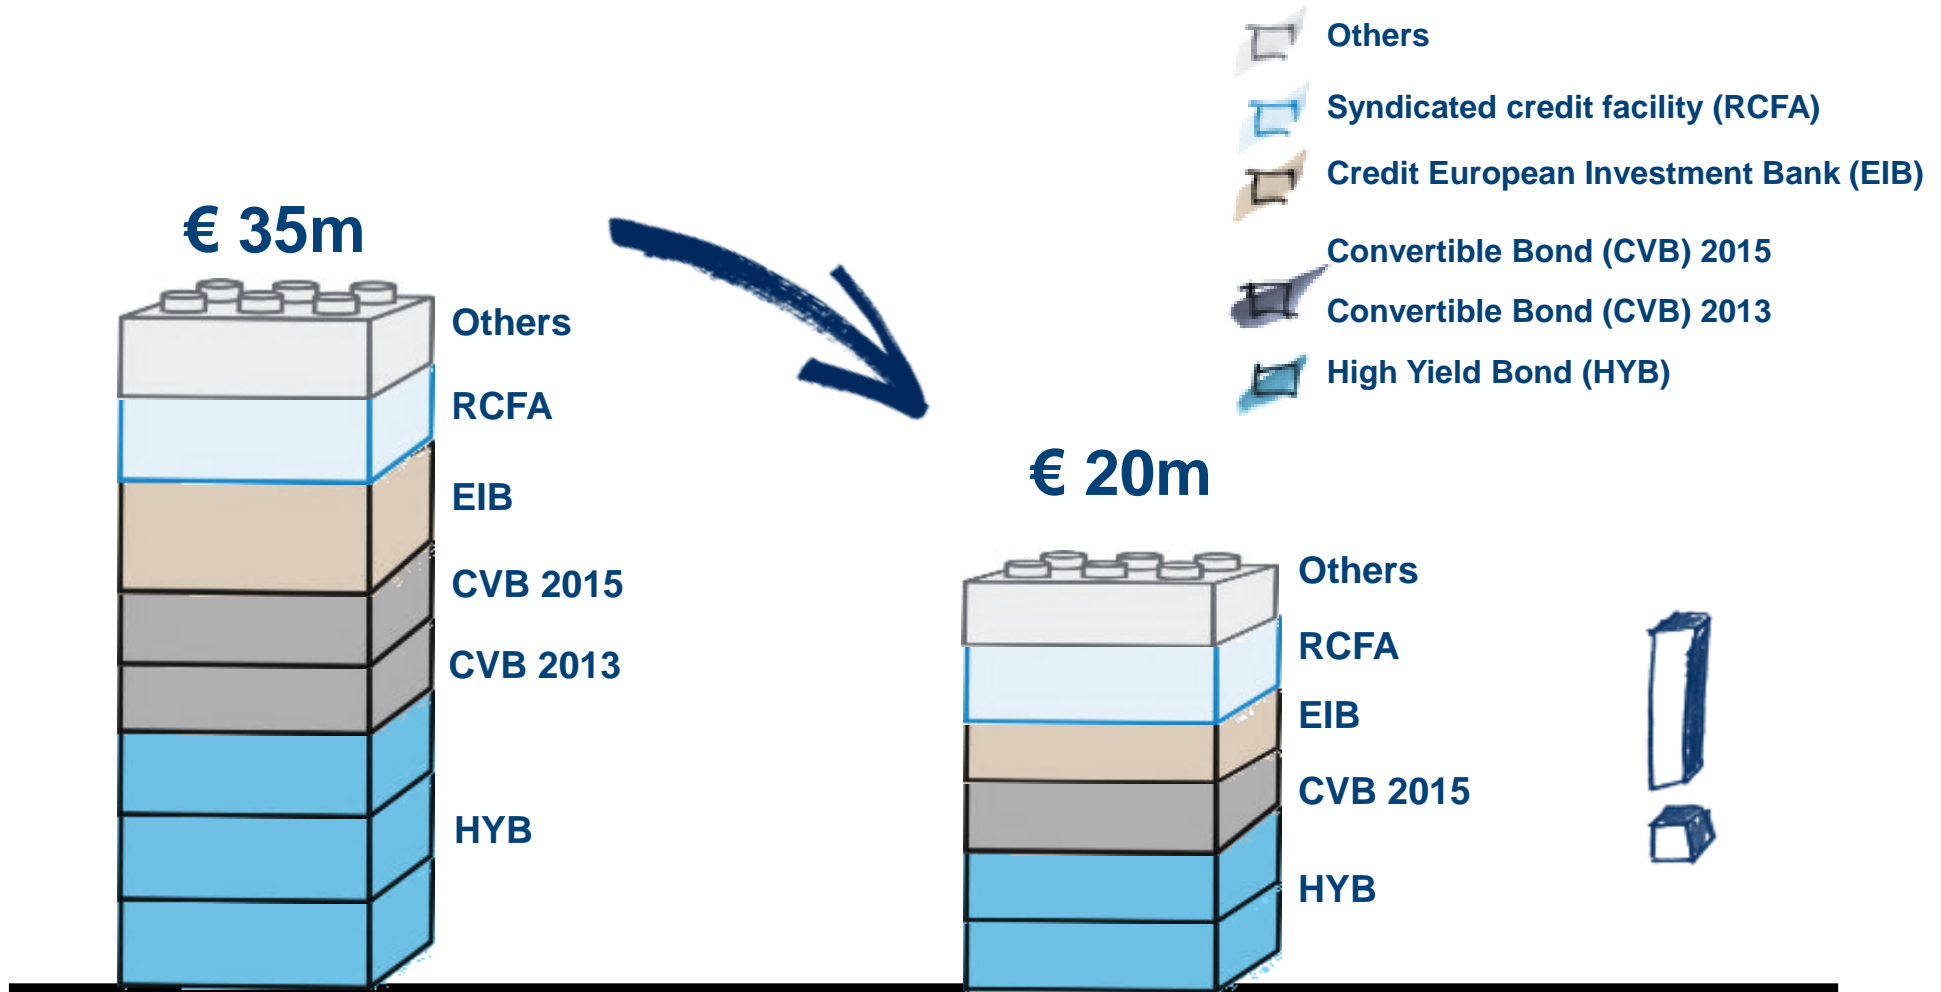 Others
Syndicated credit facility (RCFA)
Credit European Investment Bank (EIB)
Convertible Bond (CVB) 2015
Convertible Bond (CVB) 2013
High Yield Bond (HYB)
€ 35m
Others
RCFA
EIB
CVB 2015
CVB 2013
HYB
€ 20m
Others
RCFA
EIB
CVB 2015
HYB
!